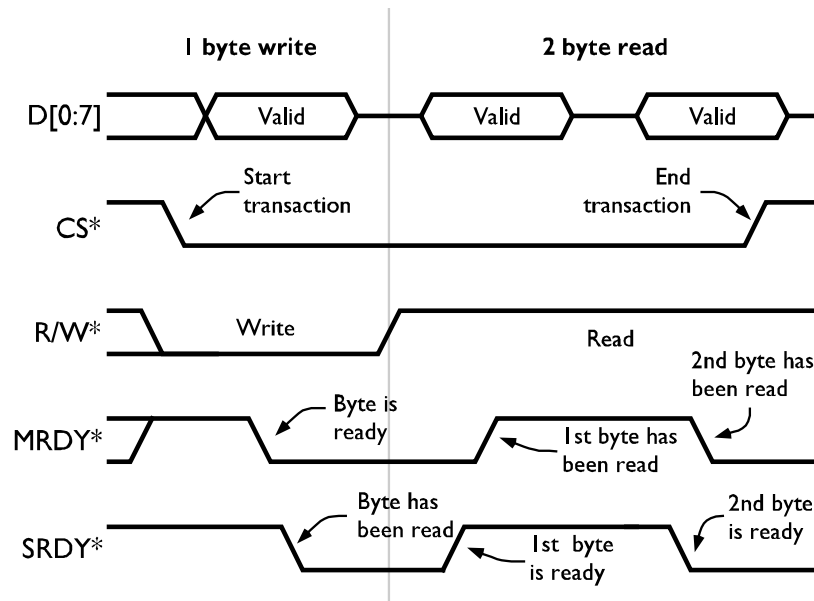 1 byte write
2 byte read
D[0:7]
Valid
Valid
Valid
Start
transaction
End
transaction
CS*
R/W*
Write
Read
2nd byte has
been read
MRDY*
Byte is
ready
1st byte has
been read
Byte has
been read
2nd byte
is ready
SRDY*
1st byte
is ready